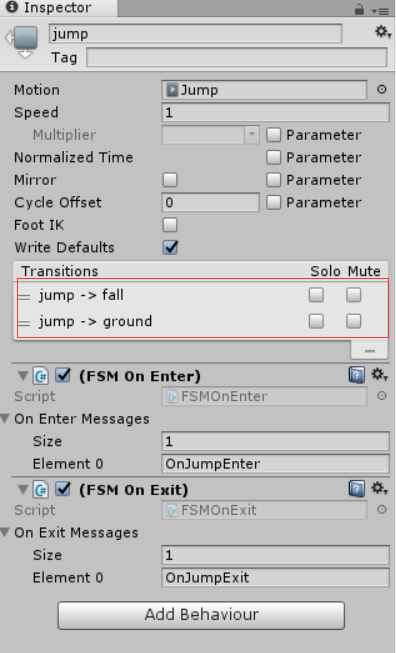 Inspector
jump
Tag
Motion Jump
Speed 1
Multiplier Parameter
Normalized Time Parameter
Mirror Parameter
Cycle Offset 0 Parameter
Foot IK
Write Defaults
Transitions Solo Mute
jump -> fall
jump -> ground
(FSM On Enter)
Script FSMOnEnter
On Enter Messages
Size 1
Element 0 OnJumpEnter
(FSM On Exit)
Script FSMOnExit
On Exit Messages
Size 1
Element 0 OnJumpExit
Add Behaviour